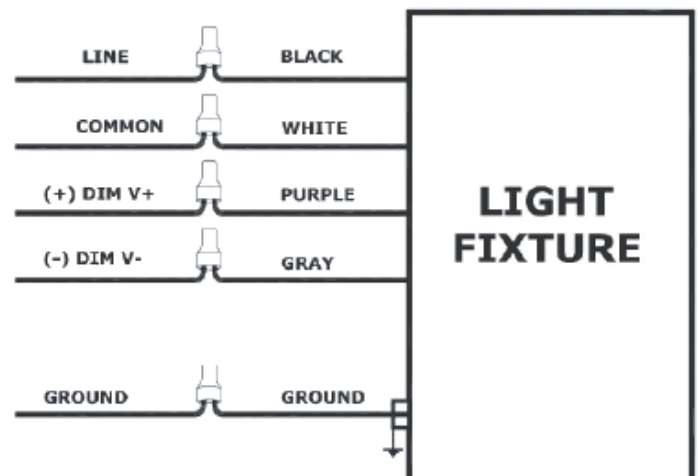 LINE BLACK
COMMON WHITE
(+) DIM V+ PURPLE
(-) DIM V- GRAY
GROUND GROUND
LIGHT
FIXTURE